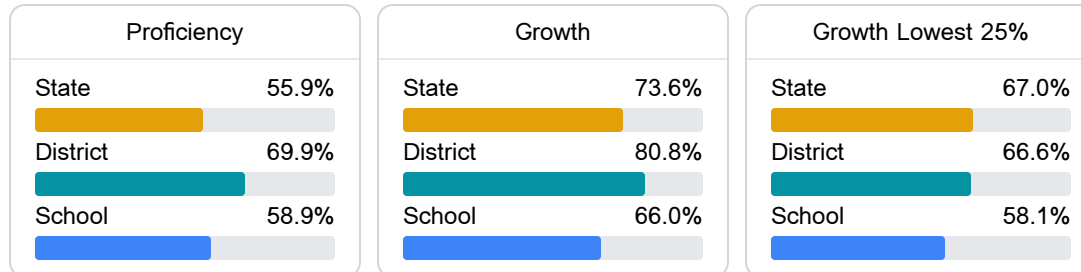 Proficiency
State 55.9%
District 69.9%
School 58.9%
Growth
State 73.6%
District 80.8%
School 66.0%
Growth Lowest 25%
State 67.0%
District 66.6%
School 58.1%